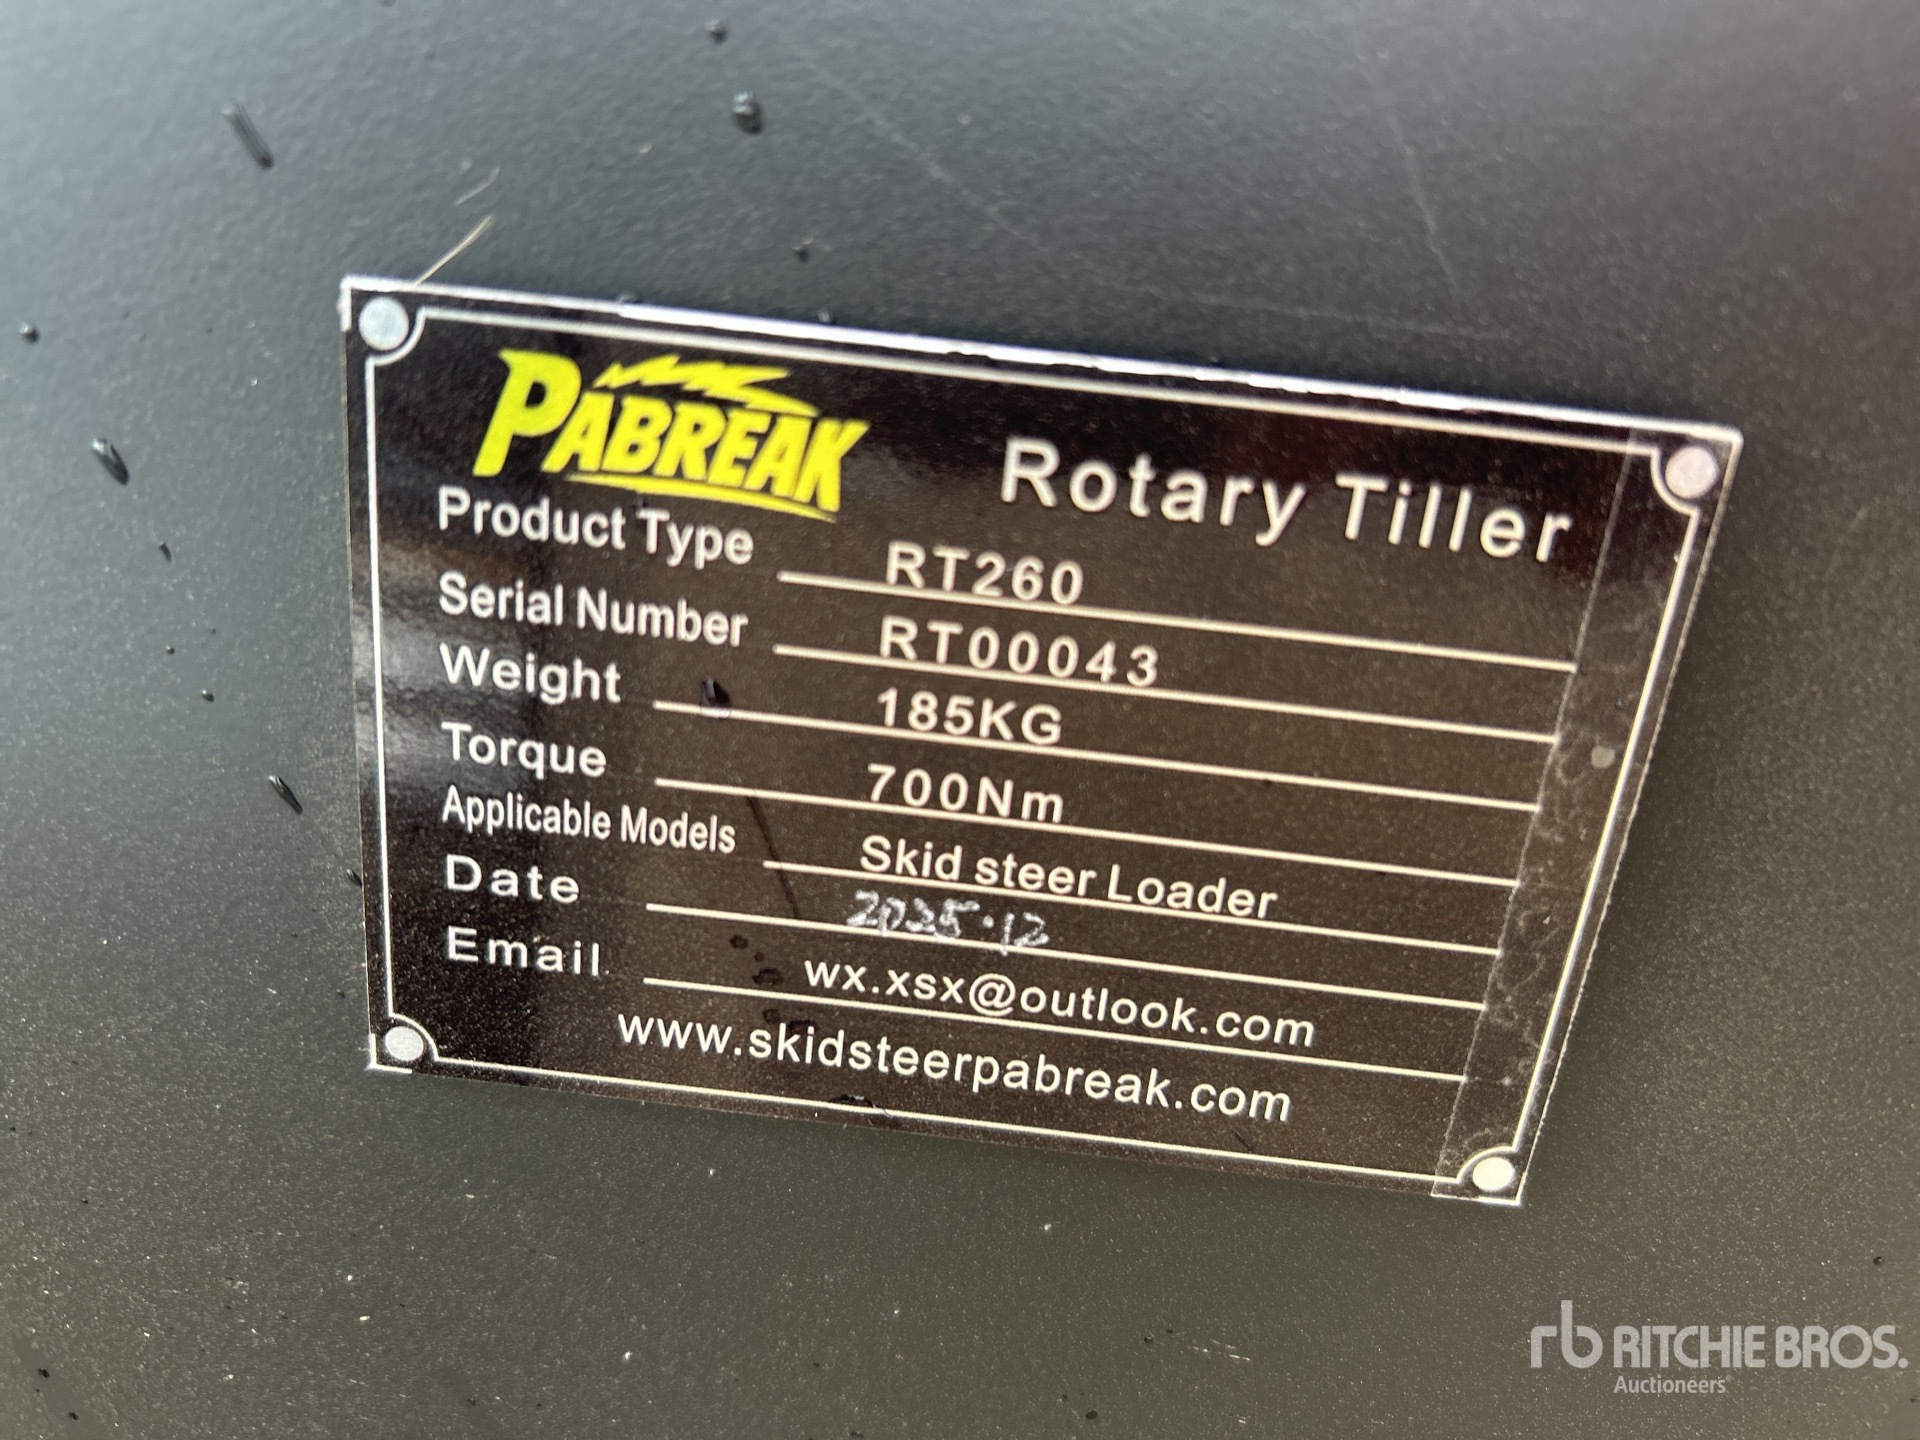 PABREAK
Rotary Tiller
Product Type RT260
Serial Number RT00043
Weight 185KG
Torque 700Nm
Applicable Models Skid steer Loader
Date 2025.12
Email wx.xsx@outlook.com
www.skidsteerpabreak.com
rb RITCHIE BROS.
Auctioneers